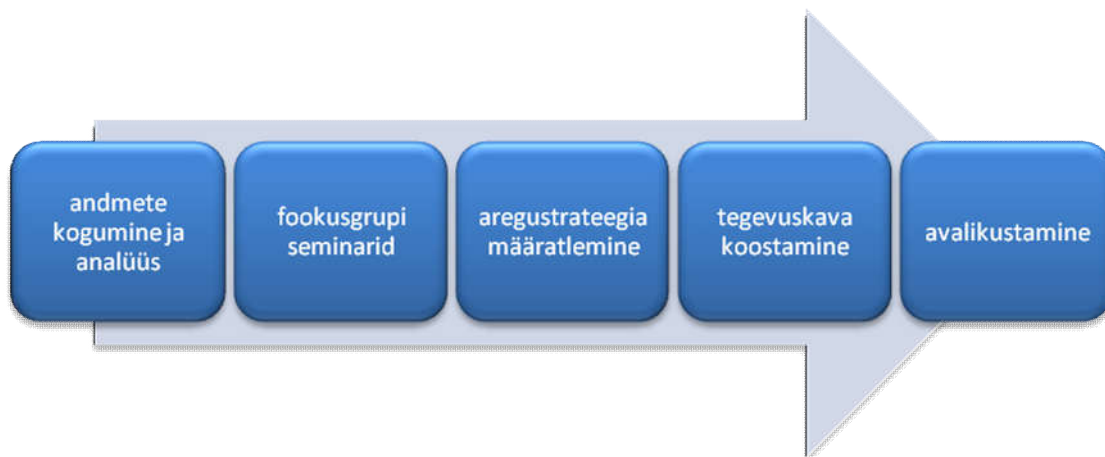 andmete
kogumine ja
analüüs
fookusgrupi
seminarid
aregustrateegia
määratlemine
tegevuskava
koostamine
avalikustamine